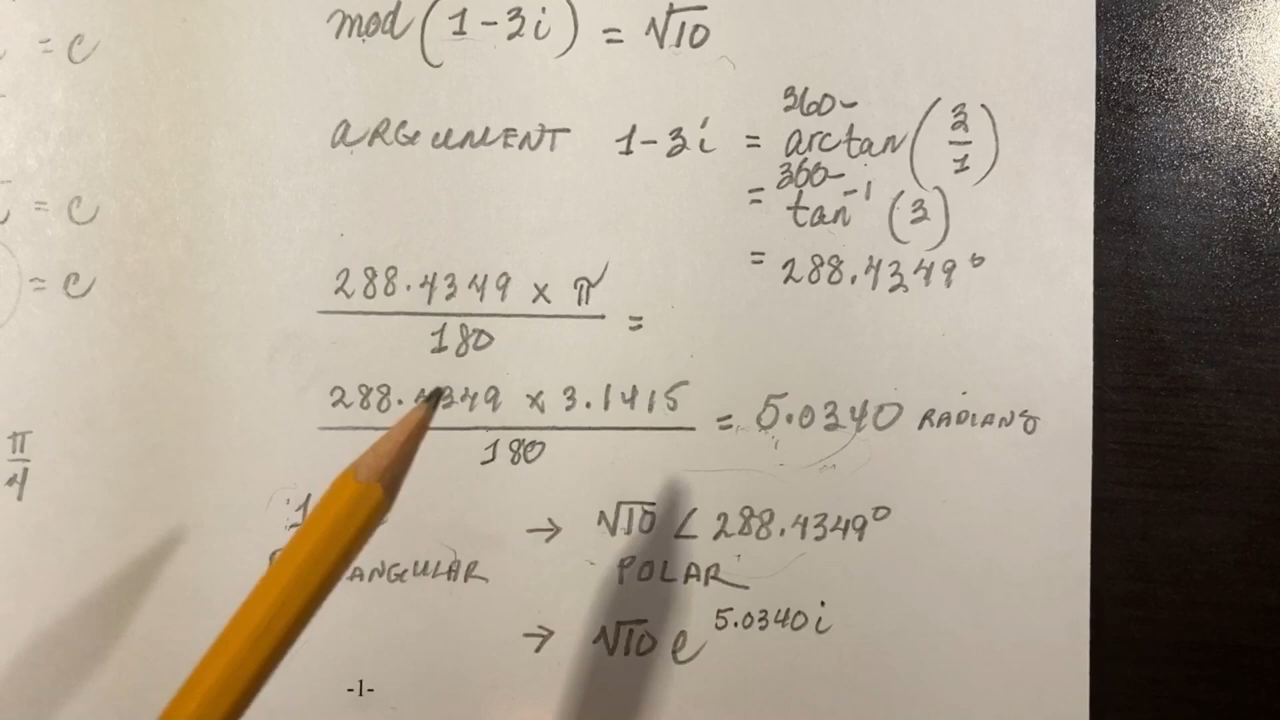 = c
mod (1 - 3i) = √10
360-
ARGUMENT 1-3i = arctan (3/1)
360-
= tan⁻¹ (3)
= c
= 288.4349°
= c
288.4349 x π
180 =
288.4349 x 3.1415
180 = 5.0340 RADIANS
π
4
1 → √10 ∠ 288.4349°
ANGULAR POLAR
→ √10 e^5.0340i
-1-